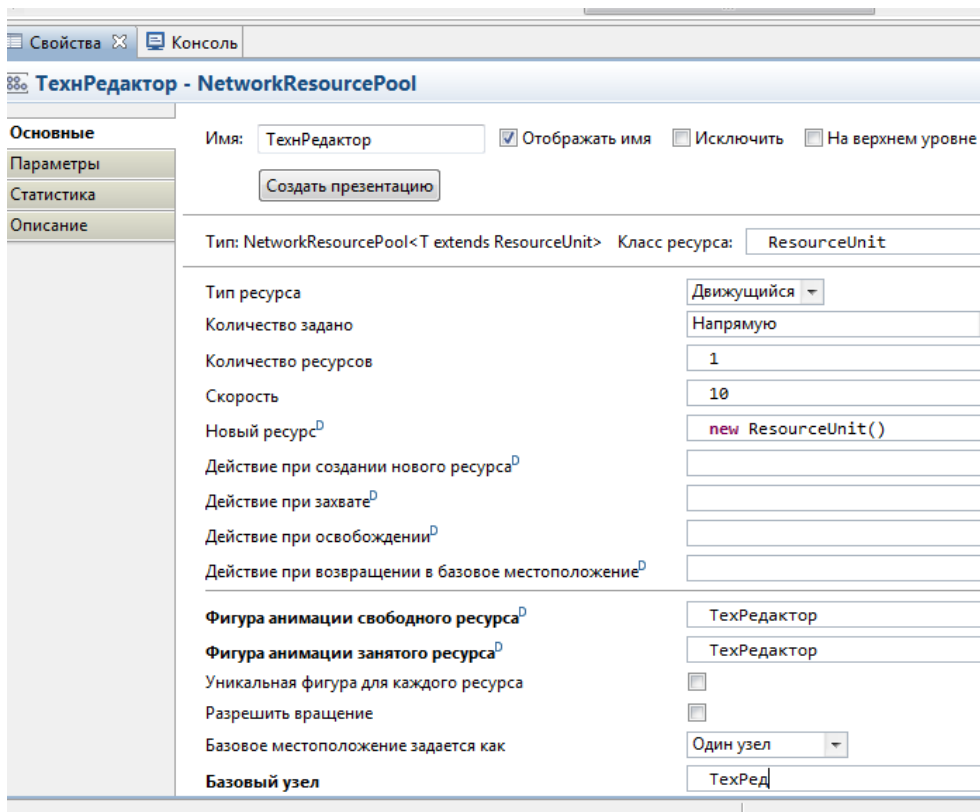 Свойства Консоль
ТехнРедактор - NetworkResourcePool
Основные
Параметры
Статистика
Описание
Имя: ТехнРедактор Отображать имя Исключить На верхнем уровне
Создать презентацию
Тип: NetworkResourcePool<T extends ResourceUnit> Класс ресурса: ResourceUnit
Тип ресурса Движущийся
Количество задано Напрямую
Количество ресурсов 1
Скорость 10
Новый ресурсD new ResourceUnit()
Действие при создании нового ресурсаD
Действие при захватеD
Действие при освобожденииD
Действие при возвращении в базовое местоположениеD
Фигура анимации свободного ресурсаD ТехРедактор
Фигура анимации занятого ресурсаD ТехРедактор
Уникальная фигура для каждого ресурса
Разрешить вращение
Базовое местоположение задается как Один узел
Базовый узел ТехРед